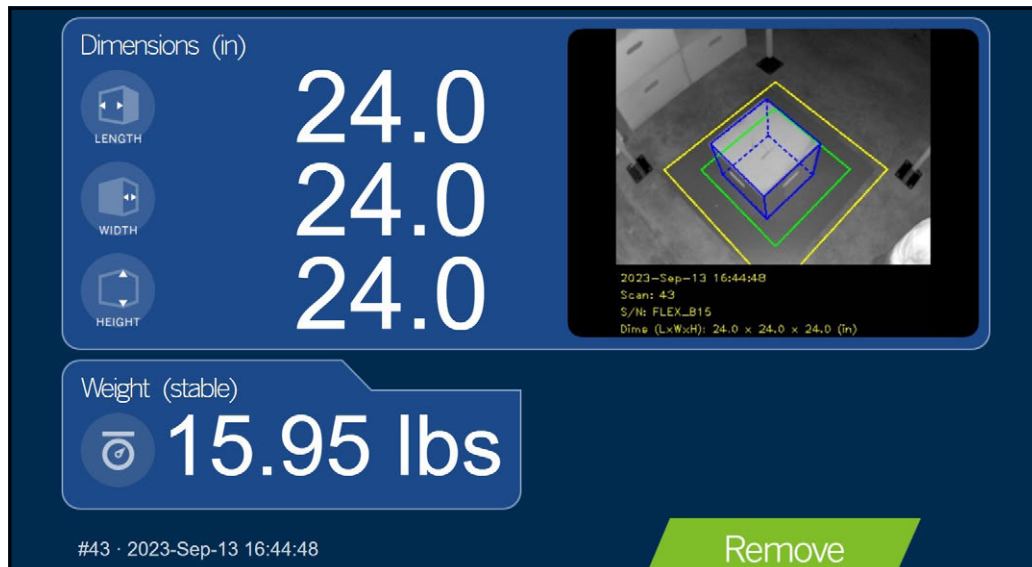 Dimensions (in)
LENGTH
24.0
WIDTH
24.0
HEIGHT
24.0
2023-Sep-13 16:44:48
Scan: 43
S/N: FLEX_B15
Dims (LxWxH): 24.0 x 24.0 x 24.0 (in)
Weight (stable)
15.95 lbs
#43 · 2023-Sep-13 16:44:48
Remove